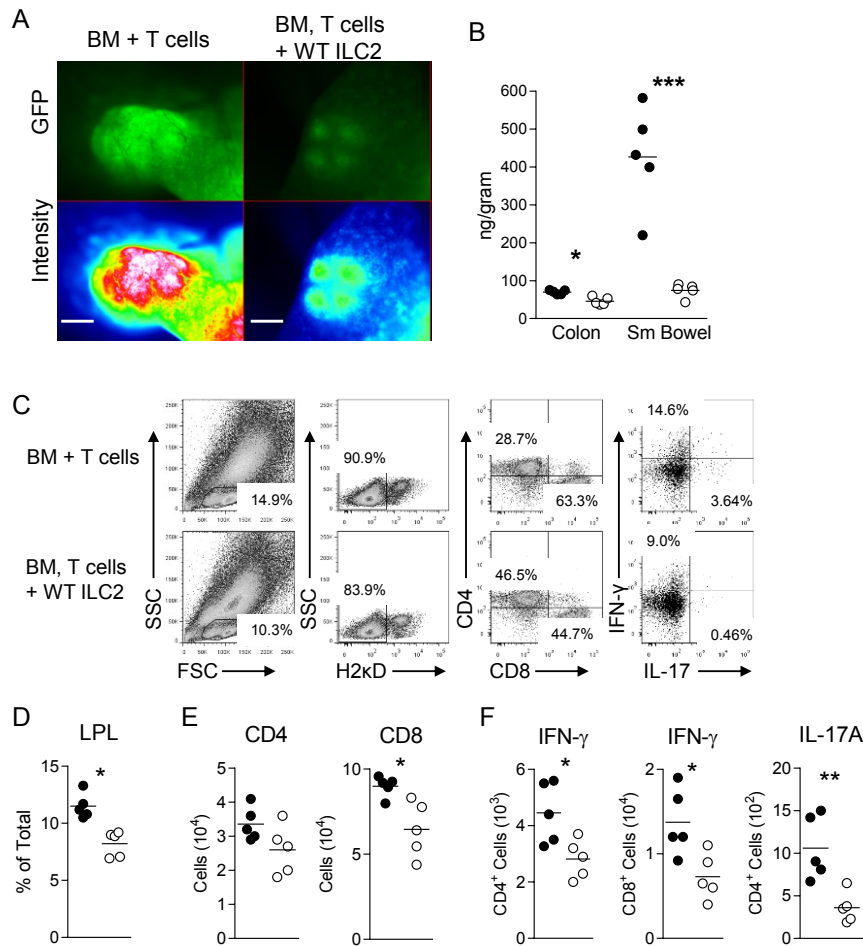 A
BM + T cells
BM, T cells
+ WT ILC2
GFP
Intensity
B
600
500
400
300
200
100
0
ng/gram
*
***
Colon
Sm Bowel
C
BM + T cells
14.9%
90.9%
28.7%
63.3%
14.6%
3.64%
BM, T cells
+ WT ILC2
10.3%
83.9%
46.5%
44.7%
9.0%
0.46%
SSC
FSC
SSC
H2κD
CD4
CD8
IFN-γ
IL-17
D
LPL
% of Total
15
10
5
0
*
E
CD4
Cells (10⁴)
5
4
3
2
1
0
CD8
Cells (10⁴)
10
5
0
*
F
IFN-γ
CD4⁺ Cells (10³)
6
4
2
0
*
IFN-γ
CD8⁺ Cells (10⁴)
2
1
0
*
IL-17A
CD4⁺ Cells (10²)
20
15
10
5
0
**